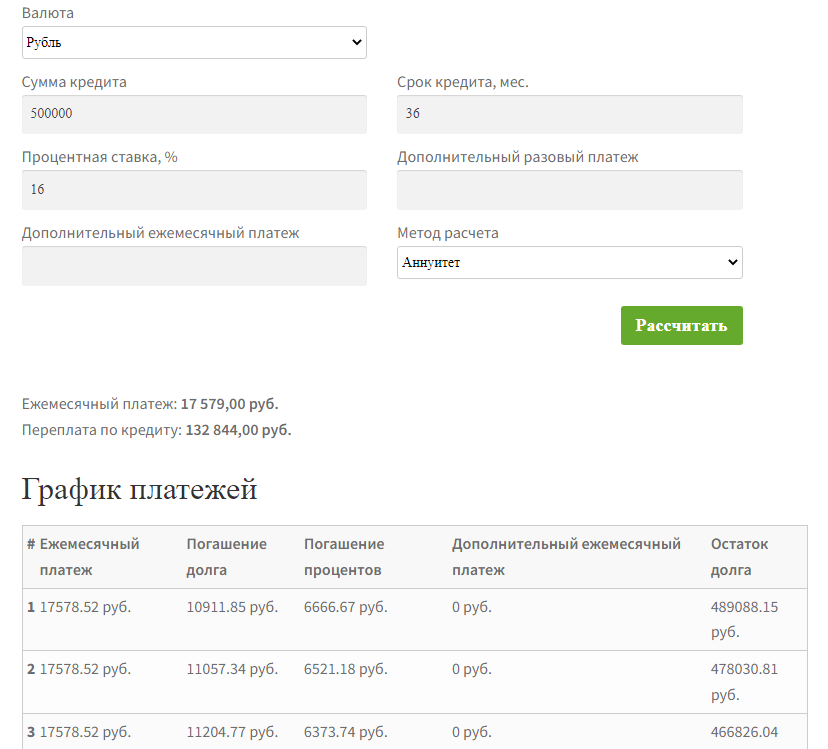 Валюта
Рубль
Сумма кредита Срок кредита, мес.
500000 36
Процентная ставка, % Дополнительный разовый платеж
16
Дополнительный ежемесячный платеж Метод расчета
Аннуитет
Рассчитать
Ежемесячный платеж: 17 579,00 руб.
Переплата по кредиту: 132 844,00 руб.
График платежей
# Ежемесячный Погашение Погашение Дополнительный ежемесячный Остаток
платеж долга процентов платеж долга
1 17578.52 руб. 10911.85 руб. 6666.67 руб. 0 руб. 489088.15
руб.
2 17578.52 руб. 11057.34 руб. 6521.18 руб. 0 руб. 478030.81
руб.
3 17578.52 руб. 11204.77 руб. 6373.74 руб. 0 руб. 466826.04